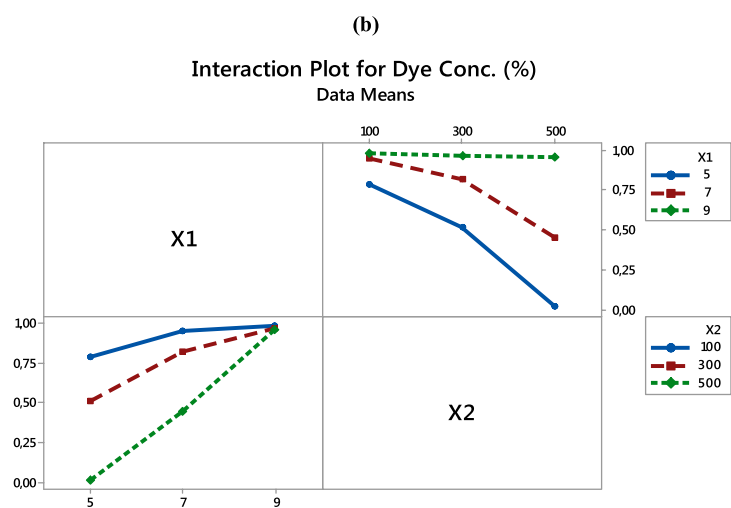 (b)
Interaction Plot for Dye Conc. (%)
Data Means
100 300 500
X1
1,00
0,75
0,50
0,25
0,00
X1
5
7
9
1,00
0,75
0,50
0,25
0,00
X2
X2
100
300
500
5 7 9